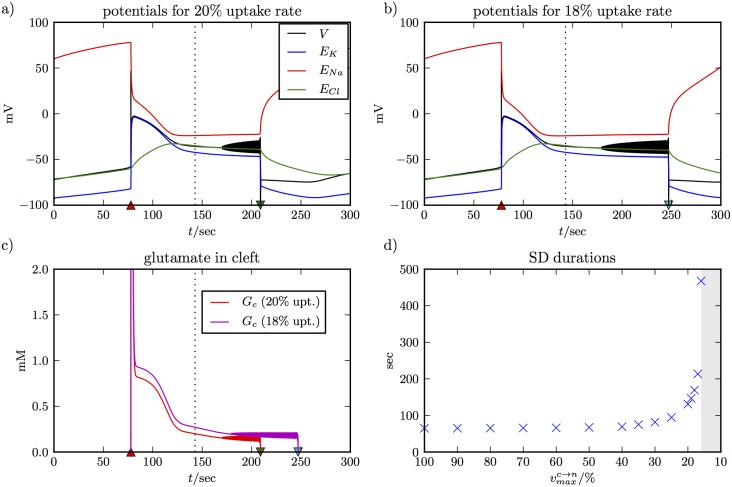 a)
potentials for 20% uptake rate
100
50
0
−50
−100
mV
V
E_K
E_Na
E_Cl
0 50 100 150 200 250 300
t/sec
b)
potentials for 18% uptake rate
100
50
0
−50
−100
mV
0 50 100 150 200 250 300
t/sec
c)
glutamate in cleft
2.0
1.5
1.0
0.5
0.0
mM
G_c (20% upt.)
G_c (18% upt.)
0 50 100 150 200 250 300
t/sec
d)
SD durations
500
400
300
200
100
0
sec
100 90 80 70 60 50 40 30 20 10
v_max^c→n/%